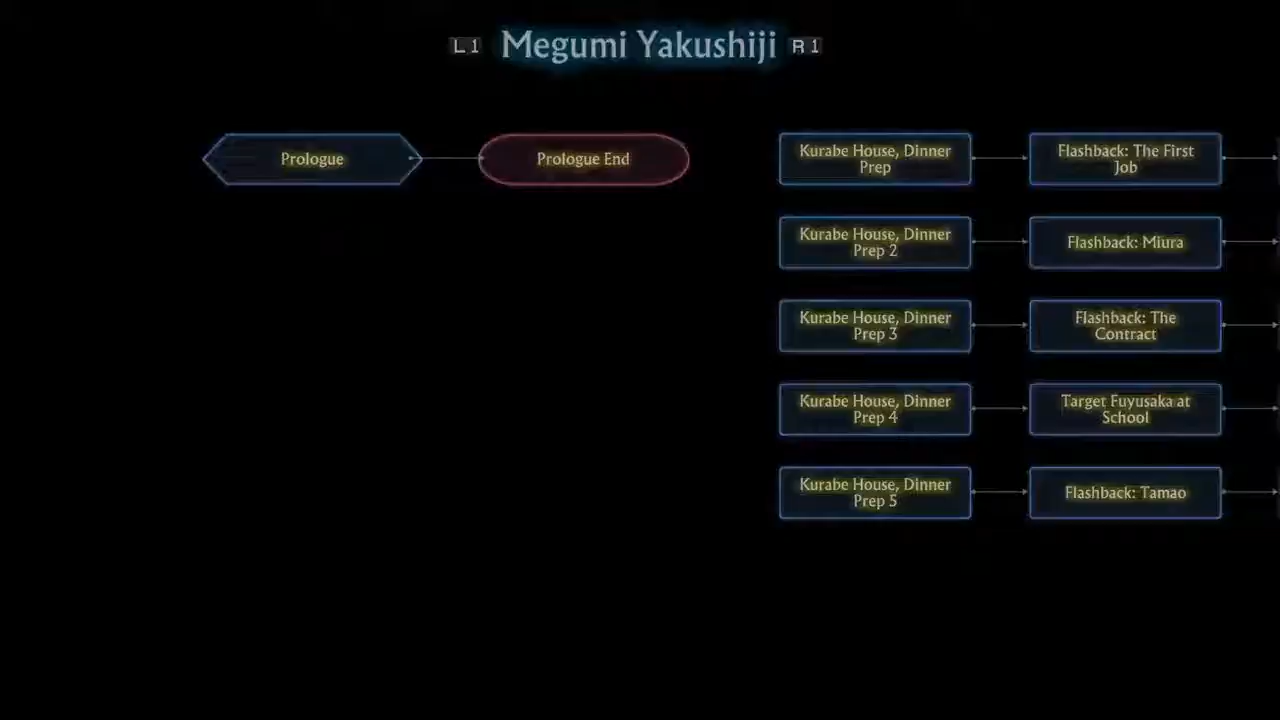 L1 Megumi Yakushiji R1
Prologue
Prologue End
Kurabe House, Dinner
Prep
Flashback: The First
Job
Kurabe House, Dinner
Prep 2
Flashback: Miura
Kurabe House, Dinner
Prep 3
Flashback: The
Contract
Kurabe House, Dinner
Prep 4
Target Fuyusaka at
School
Kurabe House, Dinner
Prep 5
Flashback: Tamao